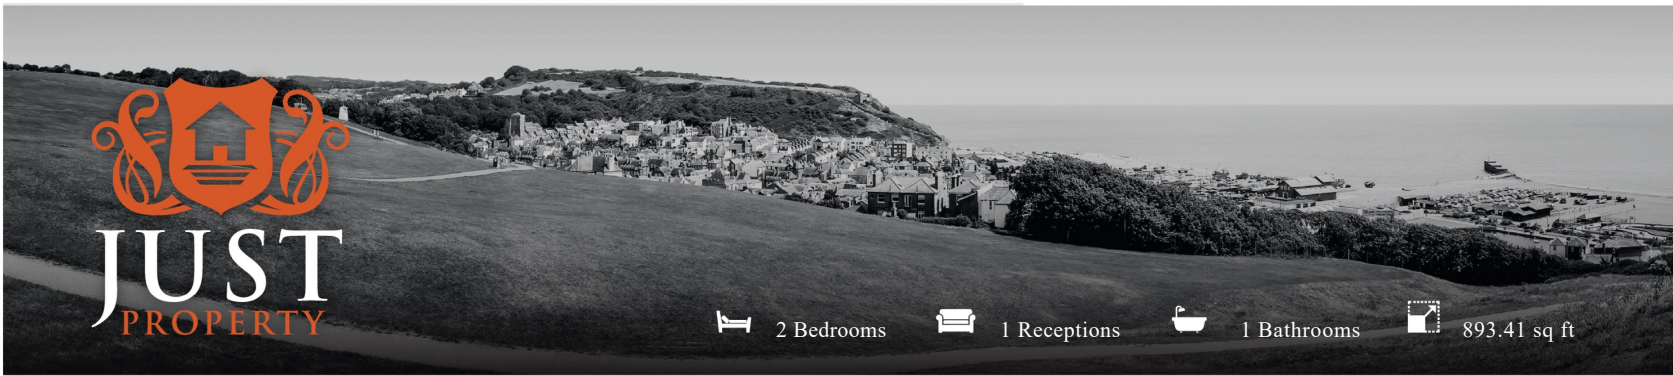 JUST
PROPERTY
2 Bedrooms
1 Receptions
1 Bathrooms
893.41 sq ft